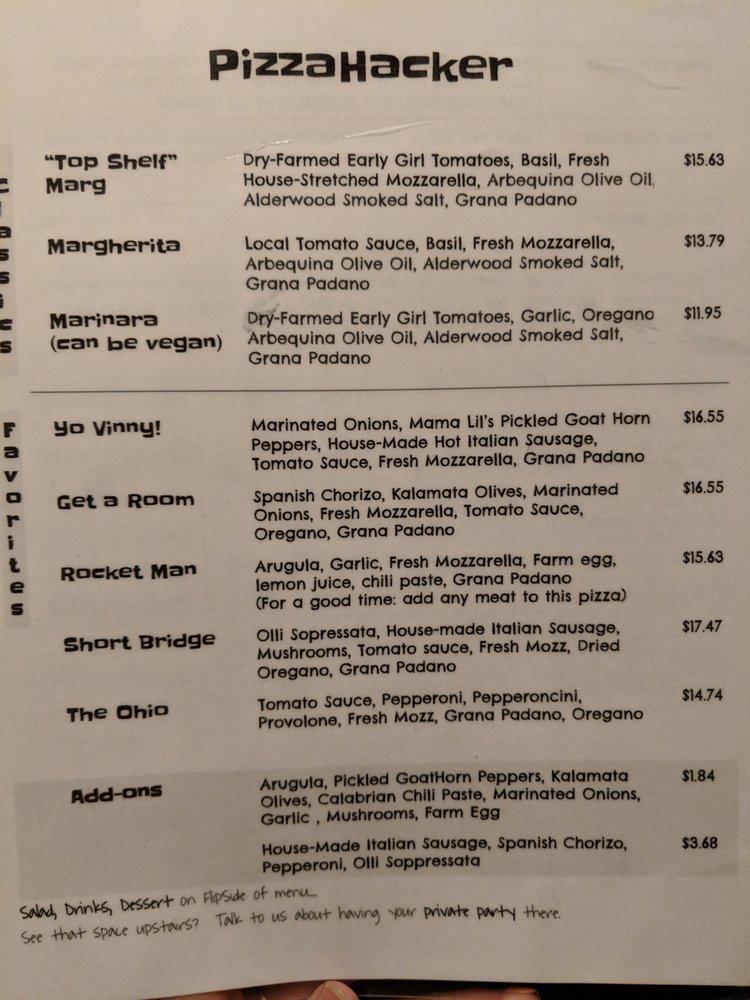 PizzaHacker
Classics
"Top Shelf" Marg
Dry-Farmed Early Girl Tomatoes, Basil, Fresh
House-Stretched Mozzarella, Arbequina Olive Oil,
Alderwood Smoked Salt, Grana Padano
$15.63
Margherita
Local Tomato Sauce, Basil, Fresh Mozzarella,
Arbequina Olive Oil, Alderwood Smoked Salt,
Grana Padano
$13.79
Marinara
(can be vegan)
Dry-Farmed Early Girl Tomatoes, Garlic, Oregano
Arbequina Olive Oil, Alderwood Smoked Salt,
Grana Padano
$11.95
Favorites
Yo Vinny!
Marinated Onions, Mama Lil's Pickled Goat Horn
Peppers, House-Made Hot Italian Sausage,
Tomato Sauce, Fresh Mozzarella, Grana Padano
$16.55
Get a Room
Spanish Chorizo, Kalamata Olives, Marinated
Onions, Fresh Mozzarella, Tomato Sauce,
Oregano, Grana Padano
$16.55
Rocket Man
Arugula, Garlic, Fresh Mozzarella, Farm egg,
lemon juice, chili paste, Grana Padano
(For a good time: add any meat to this pizza)
$15.63
Short Bridge
Olli Sopressata, House-made Italian Sausage,
Mushrooms, Tomato sauce, Fresh Mozz, Dried
Oregano, Grana Padano
$17.47
The Ohio
Tomato Sauce, Pepperoni, Pepperoncini,
Provolone, Fresh Mozz, Grana Padano, Oregano
$14.74
Add-ons
Arugula, Pickled GoatHorn Peppers, Kalamata
Olives, Calabrian Chili Paste, Marinated Onions,
Garlic , Mushrooms, Farm Egg
$1.84
House-Made Italian Sausage, Spanish Chorizo,
Pepperoni, Olli Soppressata
$3.68
Salad, Drinks, Dessert on FlipSide of menu...
See that space upstairs? Talk to us about having your private party there.